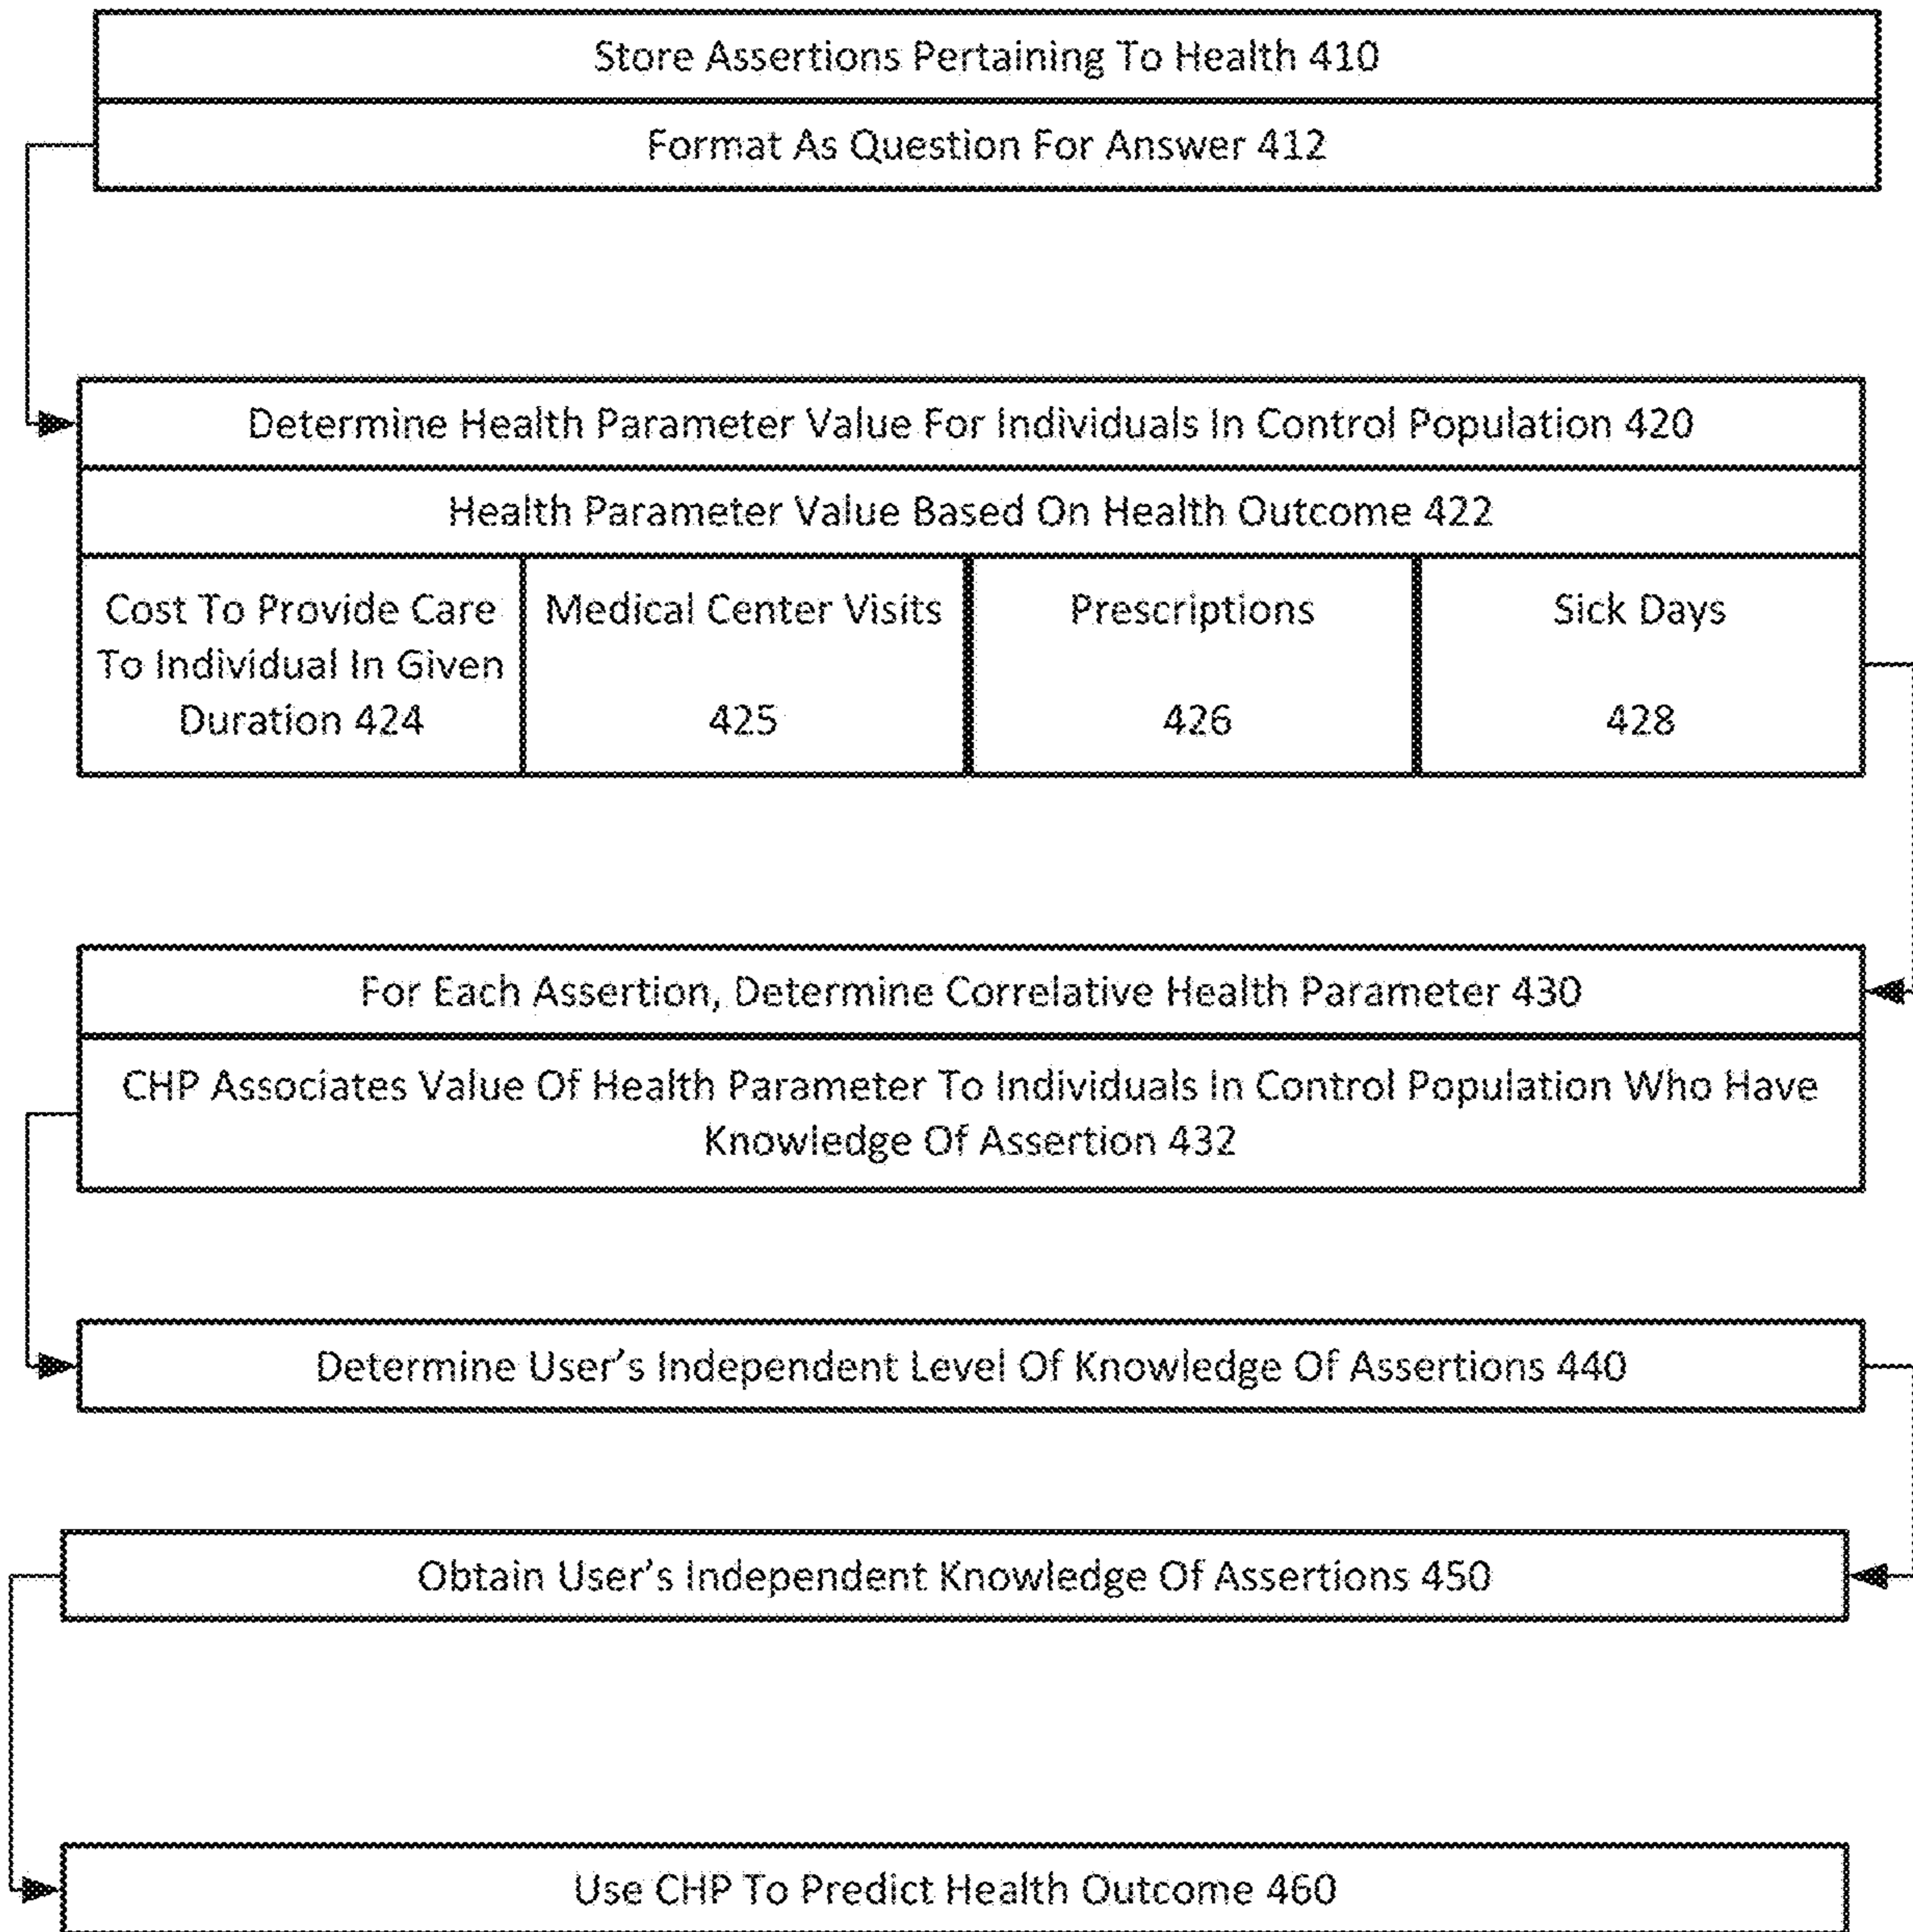 Store Assertions Pertaining To Health 410
Format As Question For Answer 412
Determine Health Parameter Value For Individuals In Control Population 420
Health Parameter Value Based On Health Outcome 422
Cost To Provide Care
To Individual In Given
Duration 424
Medical Center Visits
425
Prescriptions
426
Sick Days
428
For Each Assertion, Determine Correlative Health Parameter 430
CHP Associates Value Of Health Parameter To Individuals In Control Population Who Have
Knowledge Of Assertion 432
Determine User's Independent Level Of Knowledge Of Assertions 440
Obtain User's Independent Knowledge Of Assertions 450
Use CHP To Predict Health Outcome 460